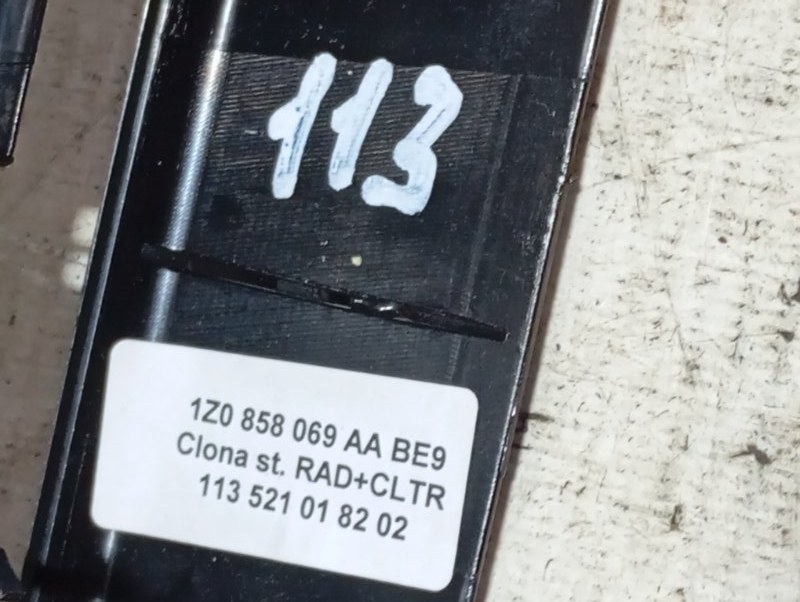 113
1Z0 858 069 AA BE9
Clona st. RAD+CLTR
113 521 01 82 02